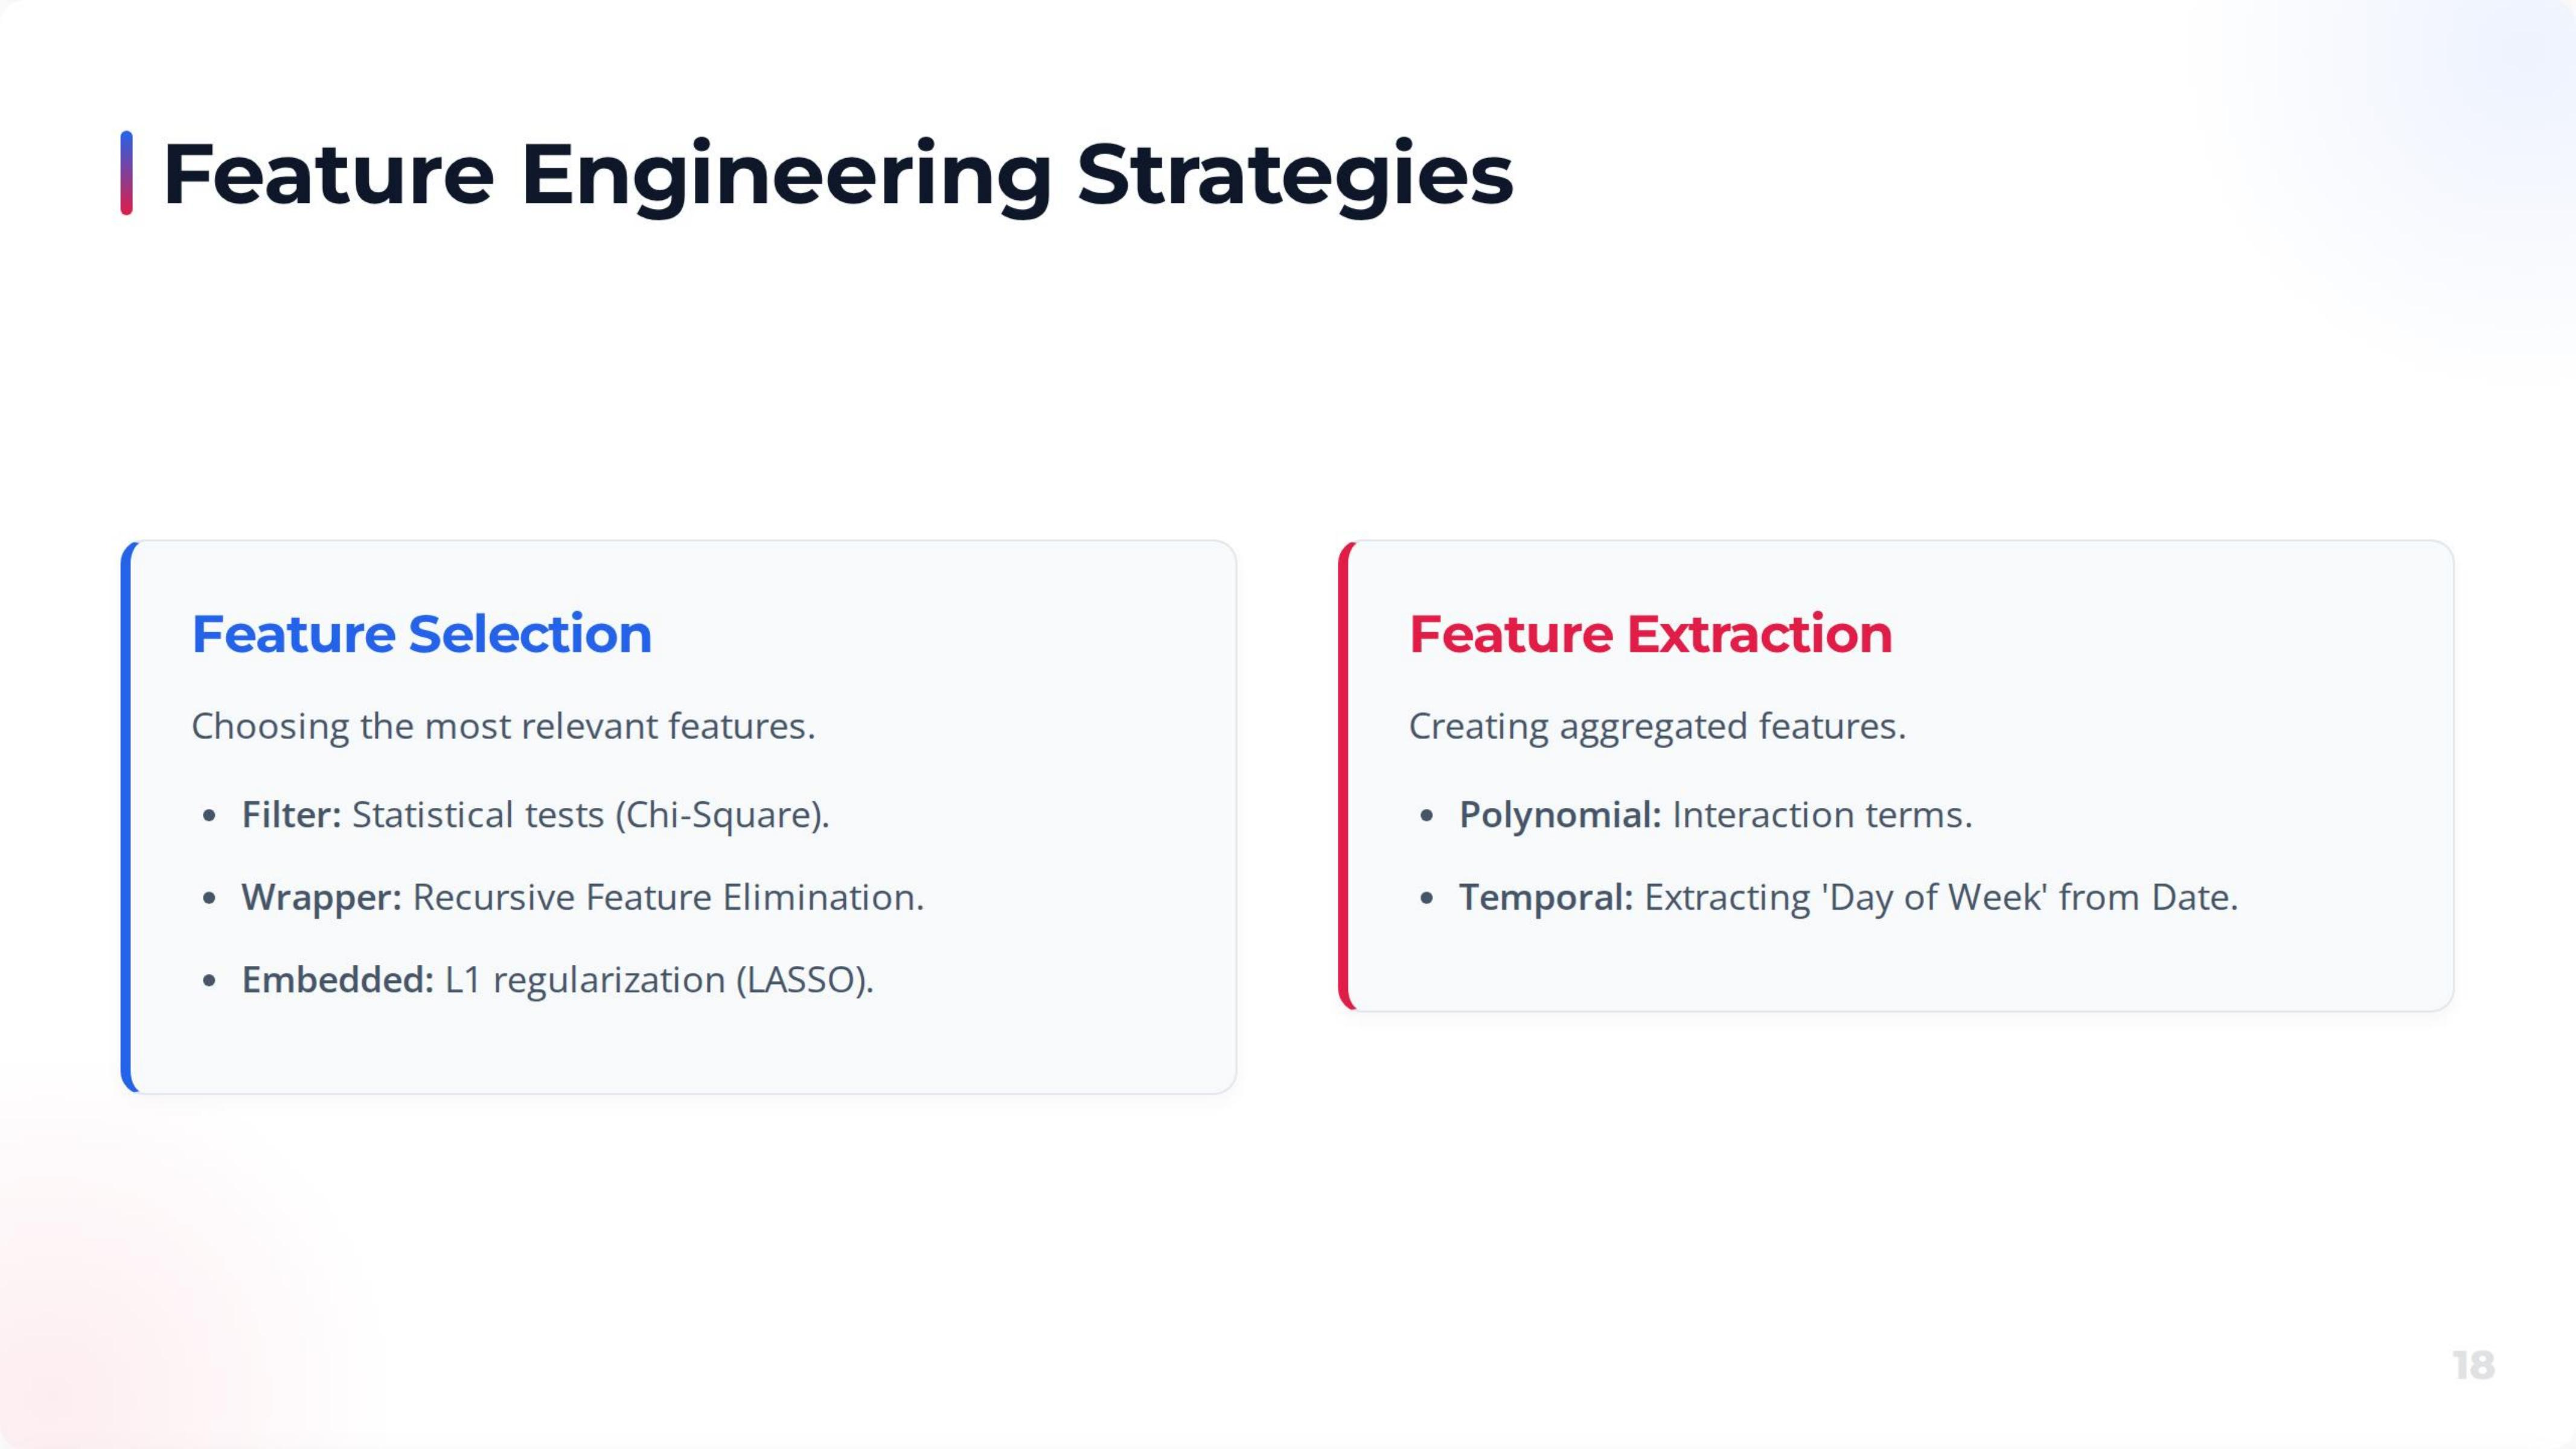 Feature Engineering Strategies
Feature Selection
Choosing the most relevant features.
• Filter: Statistical tests (Chi-Square).
• Wrapper: Recursive Feature Elimination.
• Embedded: L1 regularization (LASSO).
Feature Extraction
Creating aggregated features.
• Polynomial: Interaction terms.
• Temporal: Extracting 'Day of Week' from Date.
18